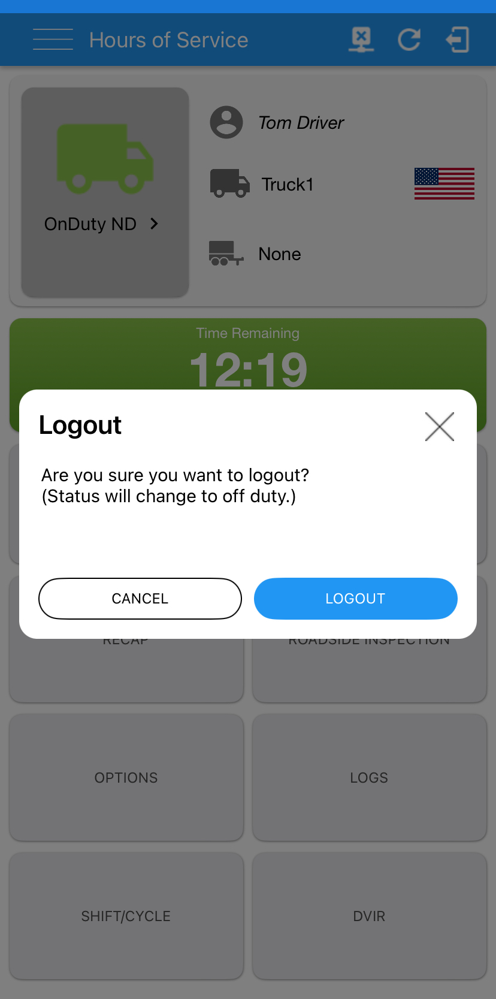 Hours of Service
Tom Driver
Truck1
OnDuty ND
None
Time Remaining
12:19
Logout
Are you sure you want to logout?
(Status will change to off duty.)
CANCEL
LOGOUT
RECAP
ROADSIDE INSPECTION
OPTIONS
LOGS
SHIFT/CYCLE
DVIR